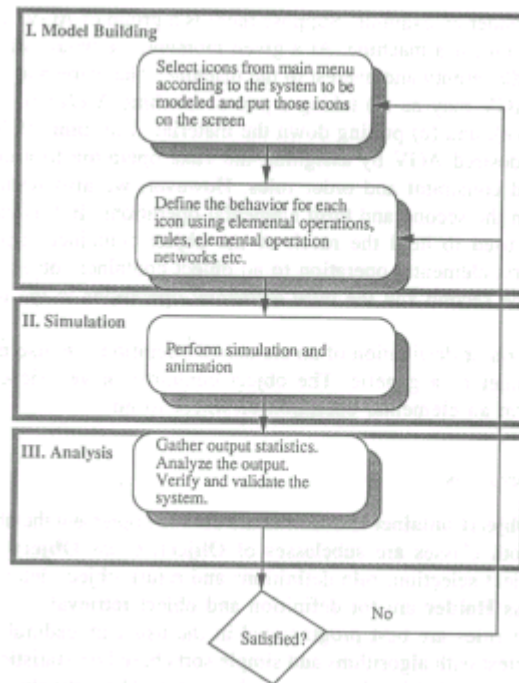 I. Model Building
Select icons from main menu
according to the system to be
modeled and put those icons
on the screen
Define the behavior for each
icon using elemental operations,
rules, elemental operation
networks etc.
II. Simulation
Perform simulation and
animation
III. Analysis
Gather output statistics.
Analyze the output.
Verify and validate the
system.
No
Satisfied?